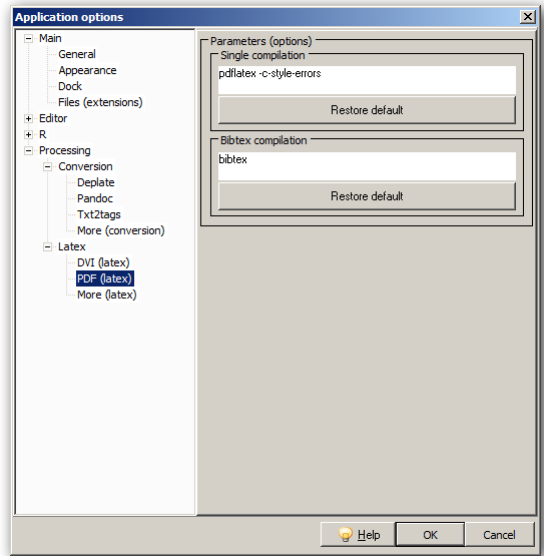 Application options
Main
General
Appearance
Dock
Files (extensions)
Editor
R
Processing
Conversion
Deplate
Pandoc
Txt2tags
More (conversion)
Latex
DVI (latex)
PDF (latex)
More (latex)
Parameters (options)
Single compilation
pdflatex -c-style-errors
Restore default
Bibtex compilation
bibtex
Restore default
Help
OK
Cancel